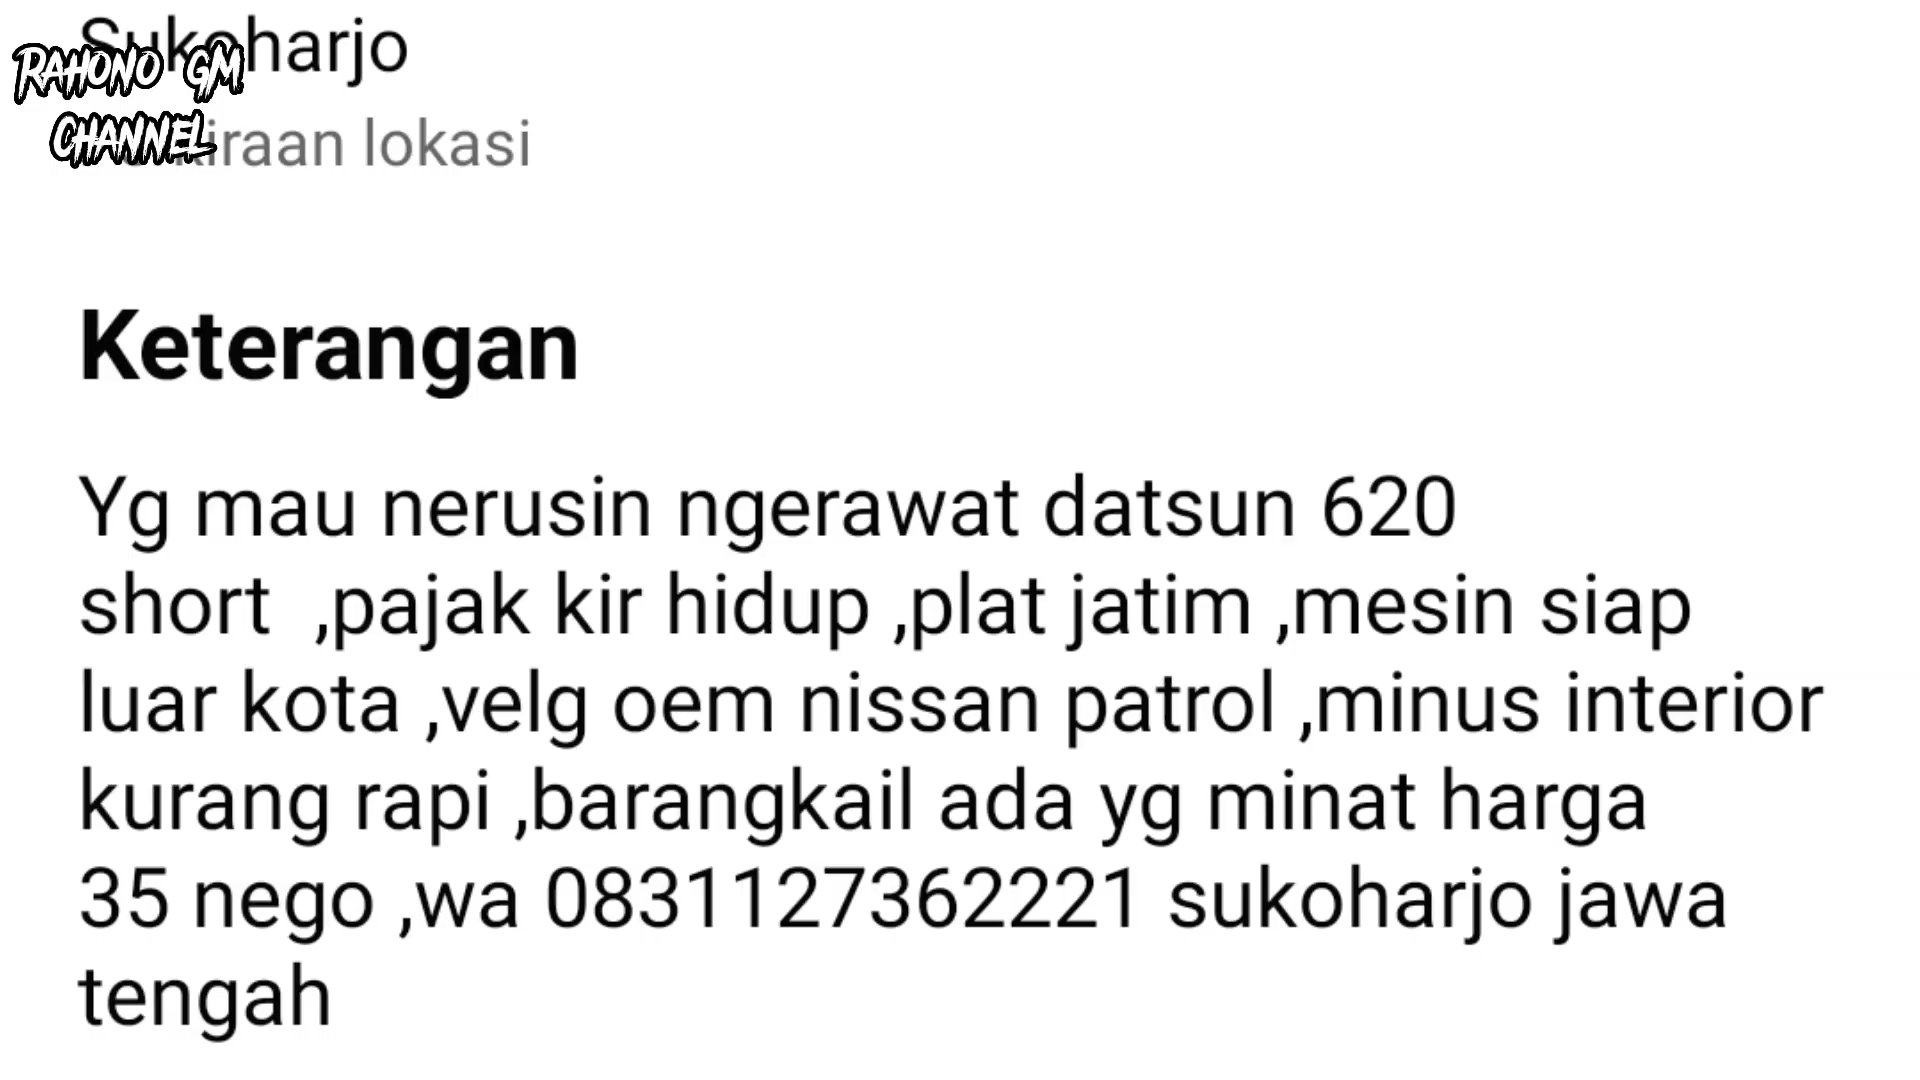 Sukoharjo
RAHONO GM
CHANNEL
lokasi
Keterangan
Yg mau nerusin ngerawat datsun 620
short ,pajak kir hidup ,plat jatim ,mesin siap
luar kota ,velg oem nissan patrol ,minus interior
kurang rapi ,barangkail ada yg minat harga
35 nego ,wa 0831127362221 sukoharjo jawa
tengah